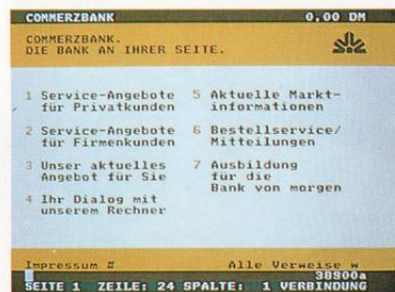 COMMERZBANK 0,00 DM
COMMERZBANK.
DIE BANK AN IHRER SEITE.
1 Service-Angebote für Privatkunden
2 Service-Angebote für Firmenkunden
3 Unser aktuelles Angebot für Sie
4 Ihr Dialog mit unserem Rechner
5 Aktuelle Markt-
informationen
6 Bestellservice/
Mitteilungen
7 Ausbildung
für die
Bank von morgen
Impressum # Alle Verweise w
38900a
SEITE 1 ZEILE: 24 SPALTE: 1 VERBINDUNG